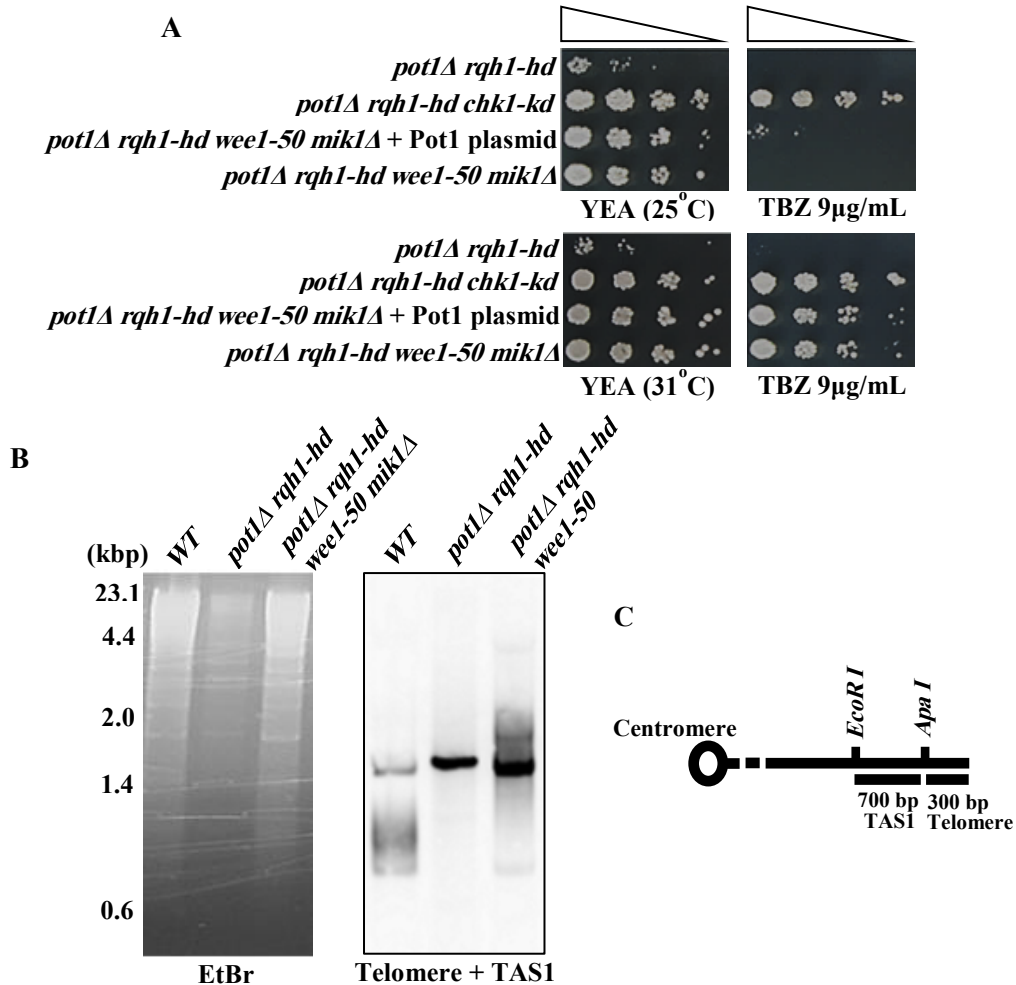 A
pot1Δ rqh1-hd
pot1Δ rqh1-hd chk1-kd
pot1Δ rqh1-hd wee1-50 mik1Δ + Pot1 plasmid
pot1Δ rqh1-hd wee1-50 mik1Δ
YEA (25°C)
TBZ 9µg/mL
pot1Δ rqh1-hd
pot1Δ rqh1-hd chk1-kd
pot1Δ rqh1-hd wee1-50 mik1Δ + Pot1 plasmid
pot1Δ rqh1-hd wee1-50 mik1Δ
YEA (31°C)
TBZ 9µg/mL
B
(kbp)
WT
pot1Δ rqh1-hd
pot1Δ rqh1-hd
wee1-50 mik1Δ
WT
pot1Δ rqh1-hd
pot1Δ rqh1-hd
wee1-50
23.1
4.4
2.0
1.4
0.6
EtBr
Telomere + TAS1
C
Centromere
EcoR I
Apa I
700 bp
TAS1
300 bp
Telomere